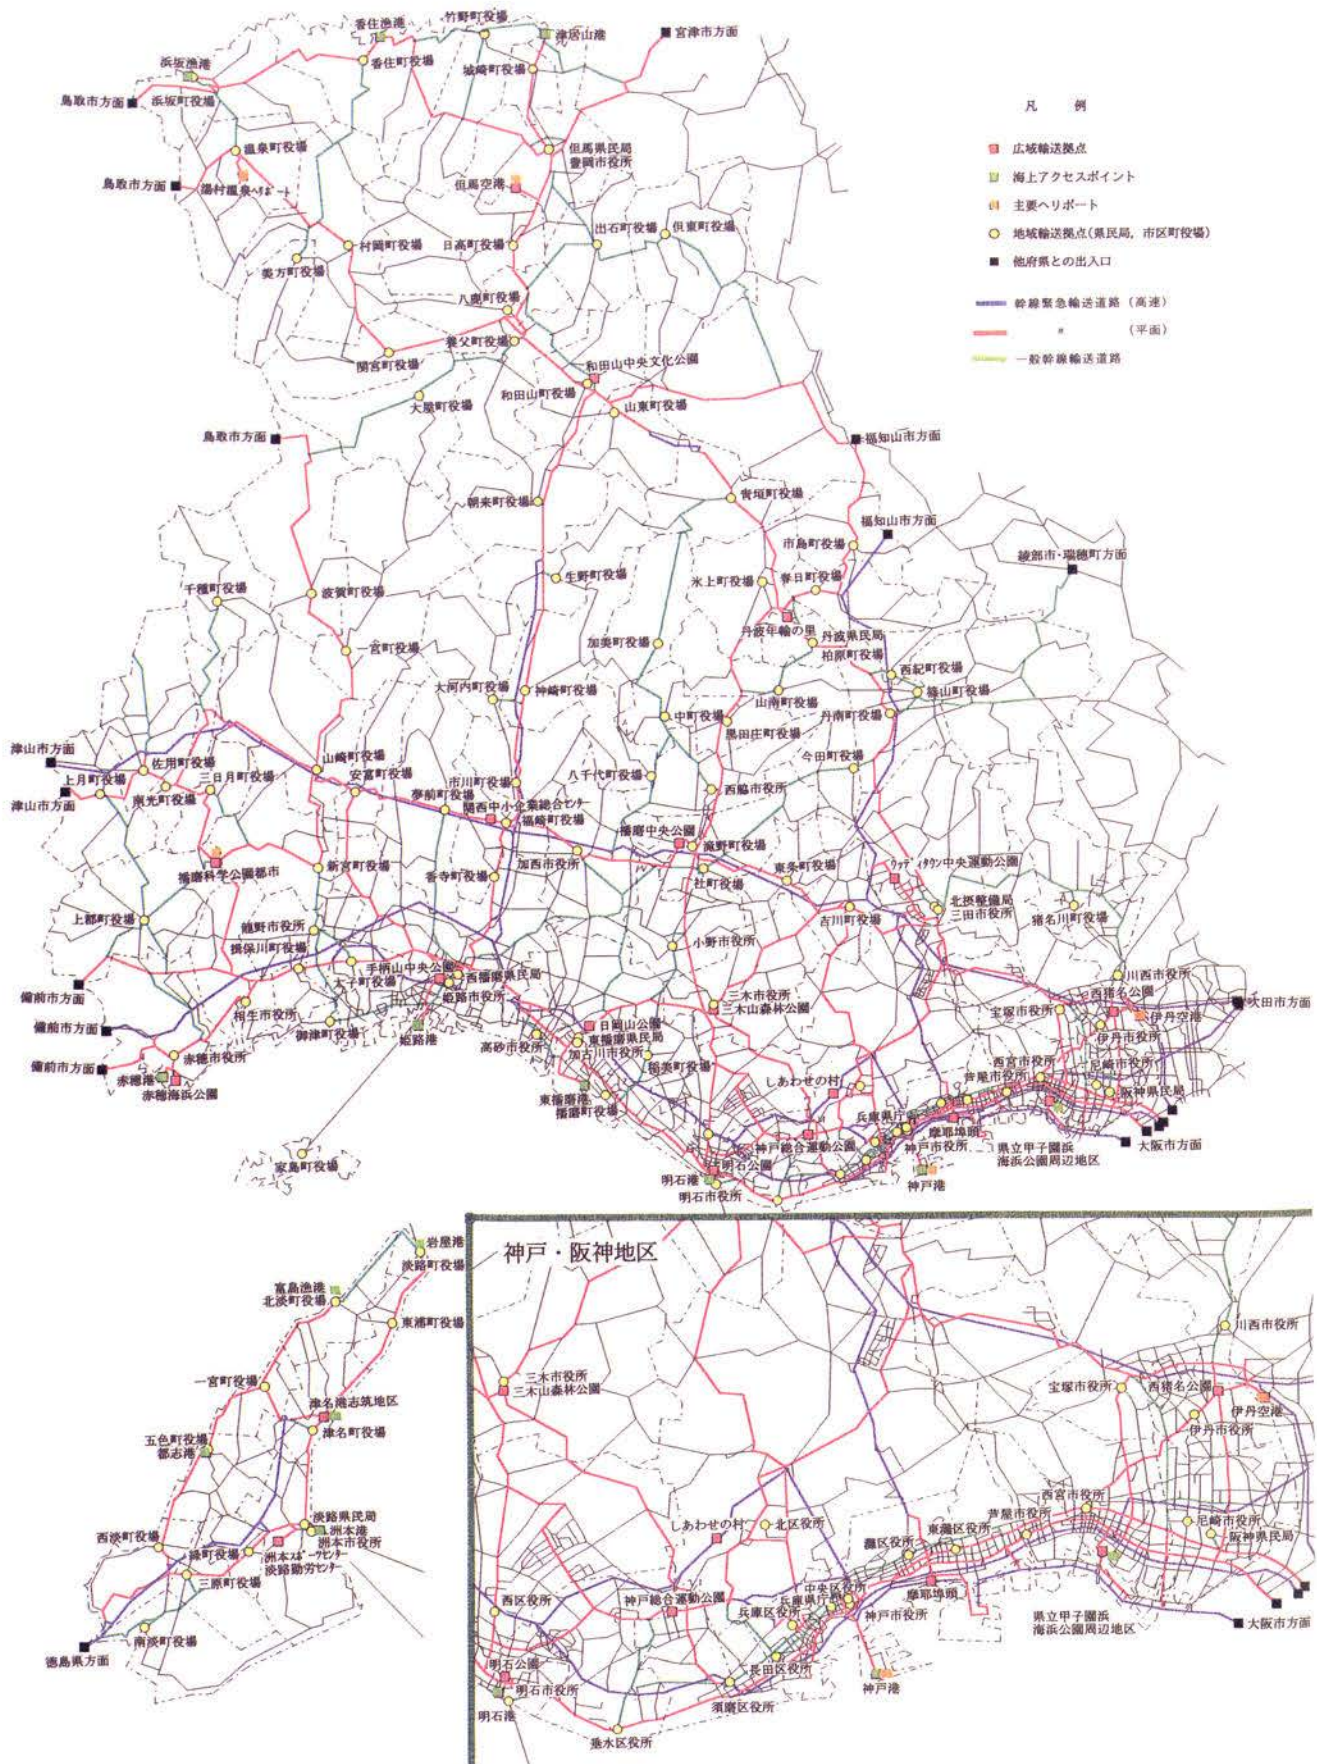 香住漁港
竹野町役場
津居山港
宮津市方面
浜坂漁港
香住町役場
城崎町役場
鳥取市方面
浜坂町役場
温泉町役場
但馬県民局
豊岡市役所
鳥取市方面
湯村温泉ヘリポート
但馬空港
村岡町役場
日高町役場
出石町役場
但東町役場
美方町役場
八鹿町役場
関宮町役場
養父町役場
和田山中央文化公園
大屋町役場
和田山町役場
山東町役場
鳥取市方面
福知山市方面
朝来町役場
青垣町役場
福知山市方面
市島町役場
綾部市・瑞穂町方面
千種町役場
波賀町役場
生野町役場
氷上町役場
春日町役場
丹波年輪の里
一宮町役場
加美町役場
丹波県民局
柏原町役場
西紀町役場
大河内町役場
神崎町役場
山南町役場
篠山町役場
中町役場
黒田庄町役場
丹南町役場
津山市方面
上月町役場
佐用町役場
三日月町役場
山崎町役場
安富町役場
市川町役場
八千代町役場
今田町役場
津山市方面
南光町役場
夢前町役場
関西中小企業総合センター
福崎町役場
西脇市役所
播磨中央公園
滝野町役場
播磨科学公園都市
新宮町役場
香寺町役場
加西市役所
社町役場
東条町役場
ウッディタウン中央運動公園
上郡町役場
龍野市役所
揖保川町役場
吉川町役場
北摂整備局
三田市役所
猪名川町役場
小野市役所
手柄山中央公園
太子町役場
西播磨県民局
姫路市役所
備前市方面
備前市方面
備前市方面
相生市役所
御津町役場
姫路港
三木市役所
三木山森林公園
川西市役所
西猪名公園
宝塚市役所
伊丹空港
伊丹市役所
吹田市方面
赤穂市役所
赤穂港
赤穂海浜公園
高砂市役所
日岡山公園
東播磨県民局
加古川市役所
稲美町役場
東播磨港
播磨町役場
しあわせの村
西宮市役所
芦屋市役所
尼崎市役所
阪神県民局
兵庫県庁
摩耶埠頭
神戸市役所
神戸総合運動公園
大阪市方面
県立甲子園浜
海浜公園周辺地区
神戸港
家島町役場
明石公園
明石港
明石市役所
凡例
広域輸送拠点
海上アクセスポイント
主要ヘリポート
地域輸送拠点(県民局，市区町役場)
他府県との出入口
幹線緊急輸送道路（高速）
〃（平面）
一般幹線輸送道路
岩屋港
淡路町役場
富島漁港
北淡町役場
東浦町役場
一宮町役場
津名港志筑地区
津名町役場
五色町役場
都志港
淡路県民局
洲本港
洲本市役所
西淡町役場
緑町役場
洲本スポーツセンター
淡路勤労センター
三原町役場
南淡町役場
徳島県方面
神戸・阪神地区
川西市役所
三木市役所
三木山森林公園
宝塚市役所
西猪名公園
伊丹空港
伊丹市役所
しあわせの村
北区役所
西宮市役所
芦屋市役所
東灘区役所
灘区役所
尼崎市役所
阪神県民局
中央区役所
兵庫県庁
摩耶埠頭
神戸市役所
西区役所
神戸総合運動公園
兵庫区役所
県立甲子園浜
海浜公園周辺地区
大阪市方面
明石公園
明石市役所
明石港
長田区役所
須磨区役所
神戸港
垂水区役所